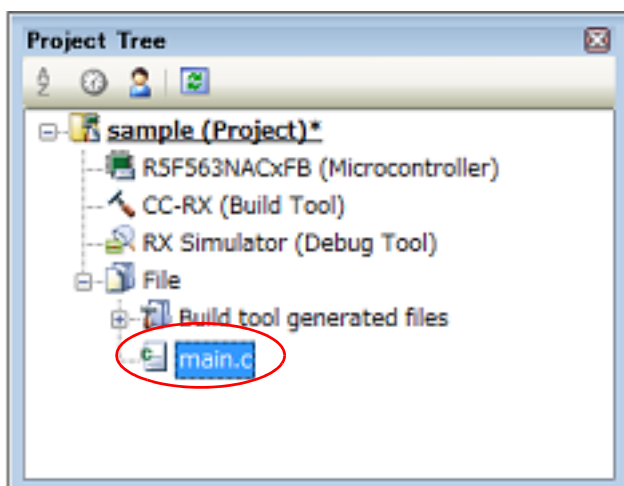 Project Tree
sample (Project)*
R5F563NACxFB (Microcontroller)
CC-RX (Build Tool)
RX Simulator (Debug Tool)
File
Build tool generated files
main.c